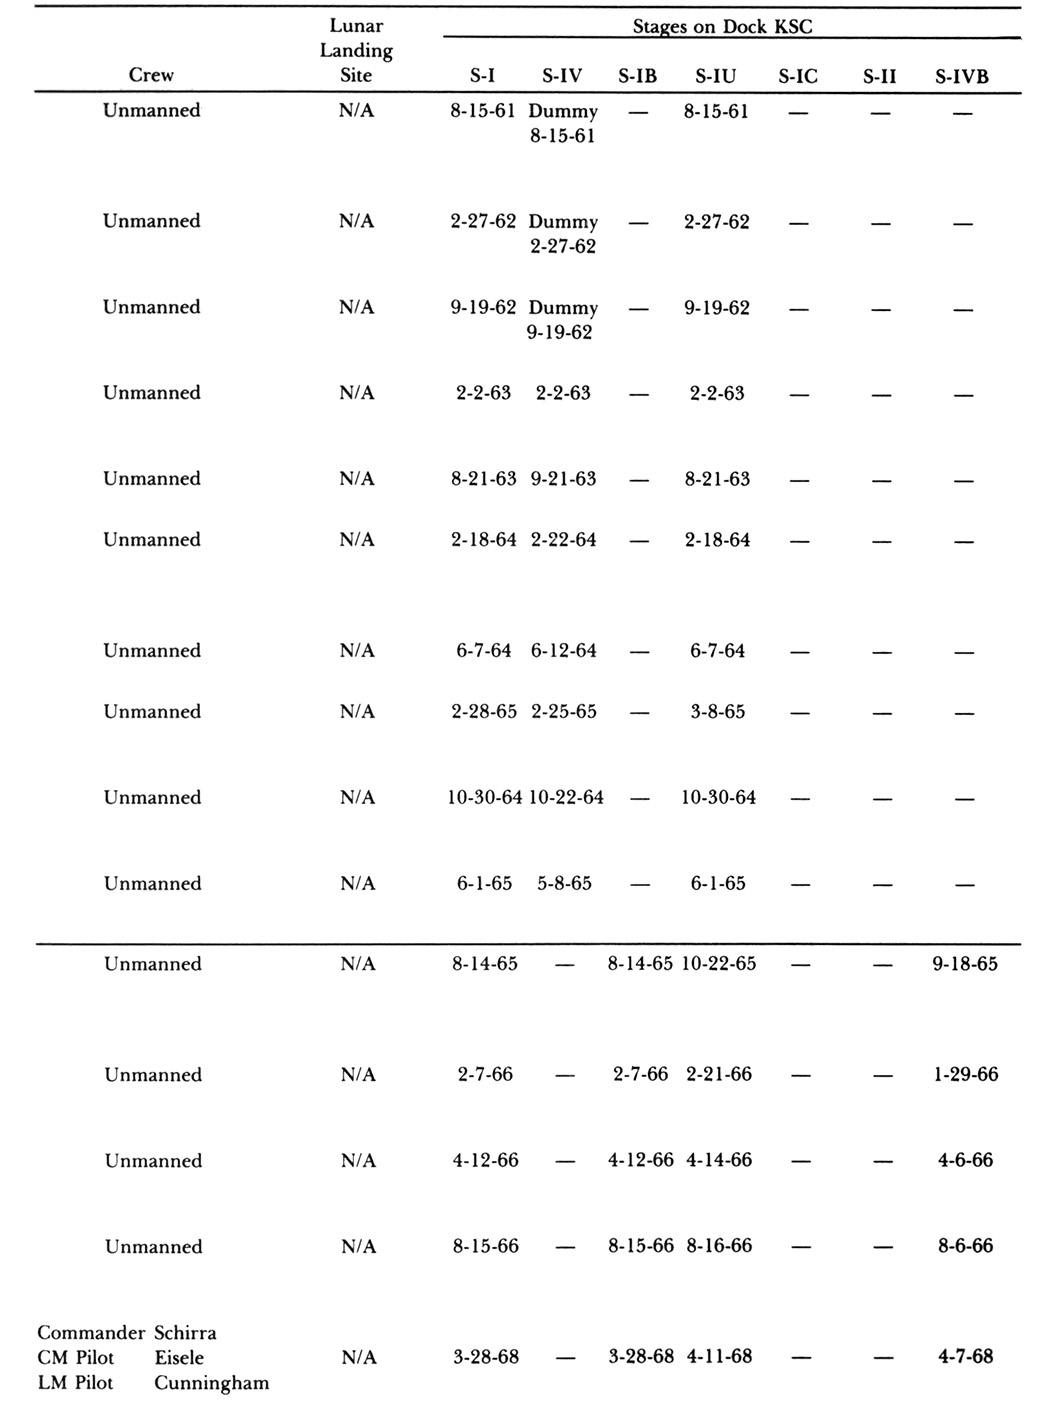 Lunar
Landing
Site
Crew
Stages on Dock KSC
S-I S-IV S-IB S-IU S-IC S-II S-IVB
Unmanned N/A 8-15-61 Dummy — 8-15-61 — — —
8-15-61
Unmanned N/A 2-27-62 Dummy — 2-27-62 — — —
2-27-62
Unmanned N/A 9-19-62 Dummy — 9-19-62 — — —
9-19-62
Unmanned N/A 2-2-63 2-2-63 — 2-2-63 — — —
Unmanned N/A 8-21-63 9-21-63 — 8-21-63 — — —
Unmanned N/A 2-18-64 2-22-64 — 2-18-64 — — —
Unmanned N/A 6-7-64 6-12-64 — 6-7-64 — — —
Unmanned N/A 2-28-65 2-25-65 — 3-8-65 — — —
Unmanned N/A 10-30-64 10-22-64 — 10-30-64 — — —
Unmanned N/A 6-1-65 5-8-65 — 6-1-65 — — —
Unmanned N/A 8-14-65 — 8-14-65 10-22-65 — — 9-18-65
Unmanned N/A 2-7-66 — 2-7-66 2-21-66 — — 1-29-66
Unmanned N/A 4-12-66 — 4-12-66 4-14-66 — — 4-6-66
Unmanned N/A 8-15-66 — 8-15-66 8-16-66 — — 8-6-66
Commander Schirra
CM Pilot Eisele N/A 3-28-68 — 3-28-68 4-11-68 — — 4-7-68
LM Pilot Cunningham